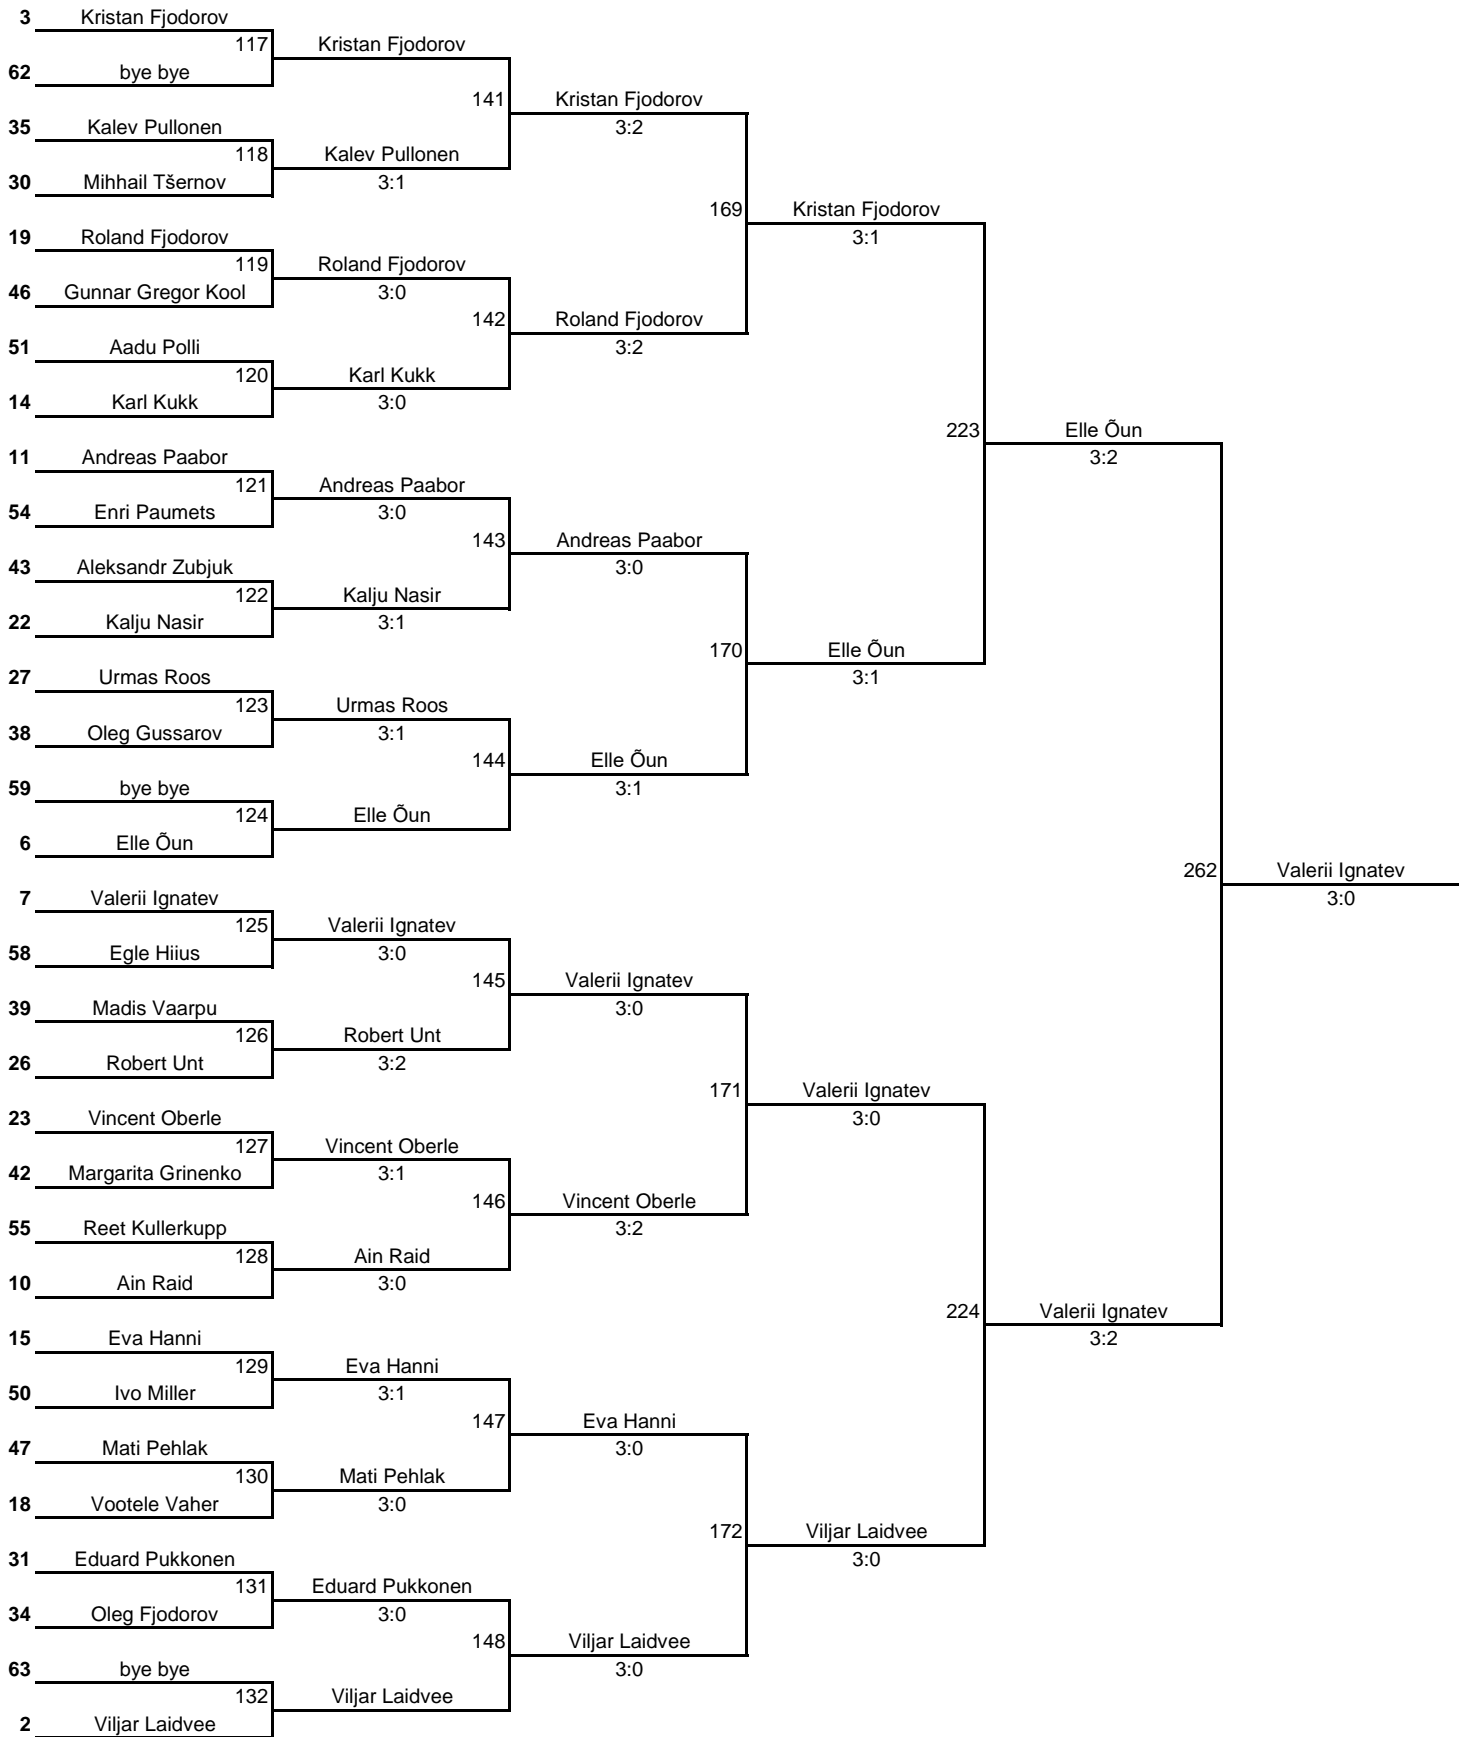 3 Kristan Fjodorov
117 Kristan Fjodorov
62 bye bye
141 Kristan Fjodorov
35 Kalev Pullonen 3:2
118 Kalev Pullonen
30 Mihhail Tšernov 3:1
169 Kristan Fjodorov
19 Roland Fjodorov 3:1
119 Roland Fjodorov
46 Gunnar Gregor Kool 3:0
142 Roland Fjodorov
51 Aadu Polli 3:2
120 Karl Kukk
14 Karl Kukk 3:0
223 Elle Õun
11 Andreas Paabor 3:2
121 Andreas Paabor
54 Enri Paumets 3:0
143 Andreas Paabor
43 Aleksandr Zubjuk 3:0
122 Kalju Nasir
22 Kalju Nasir 3:1
170 Elle Õun
27 Urmas Roos 3:1
123 Urmas Roos
38 Oleg Gussarov 3:1
144 Elle Õun
59 bye bye 3:1
124 Elle Õun
6 Elle Õun
262 Valerii Ignatev
7 Valerii Ignatev 3:0
125 Valerii Ignatev
58 Egle Hiius 3:0
145 Valerii Ignatev
39 Madis Vaarpu 3:0
126 Robert Unt
26 Robert Unt 3:2
171 Valerii Ignatev
23 Vincent Oberle 3:0
127 Vincent Oberle
42 Margarita Grinenko 3:1
146 Vincent Oberle
55 Reet Kullerkupp 3:2
128 Ain Raid
10 Ain Raid 3:0
224 Valerii Ignatev
15 Eva Hanni 3:2
129 Eva Hanni
50 Ivo Miller 3:1
147 Eva Hanni
47 Mati Pehlak 3:0
130 Mati Pehlak
18 Vootele Vaher 3:0
172 Viljar Laidvee
31 Eduard Pukkonen 3:0
131 Eduard Pukkonen
34 Oleg Fjodorov 3:0
148 Viljar Laidvee
63 bye bye 3:0
132 Viljar Laidvee
2 Viljar Laidvee